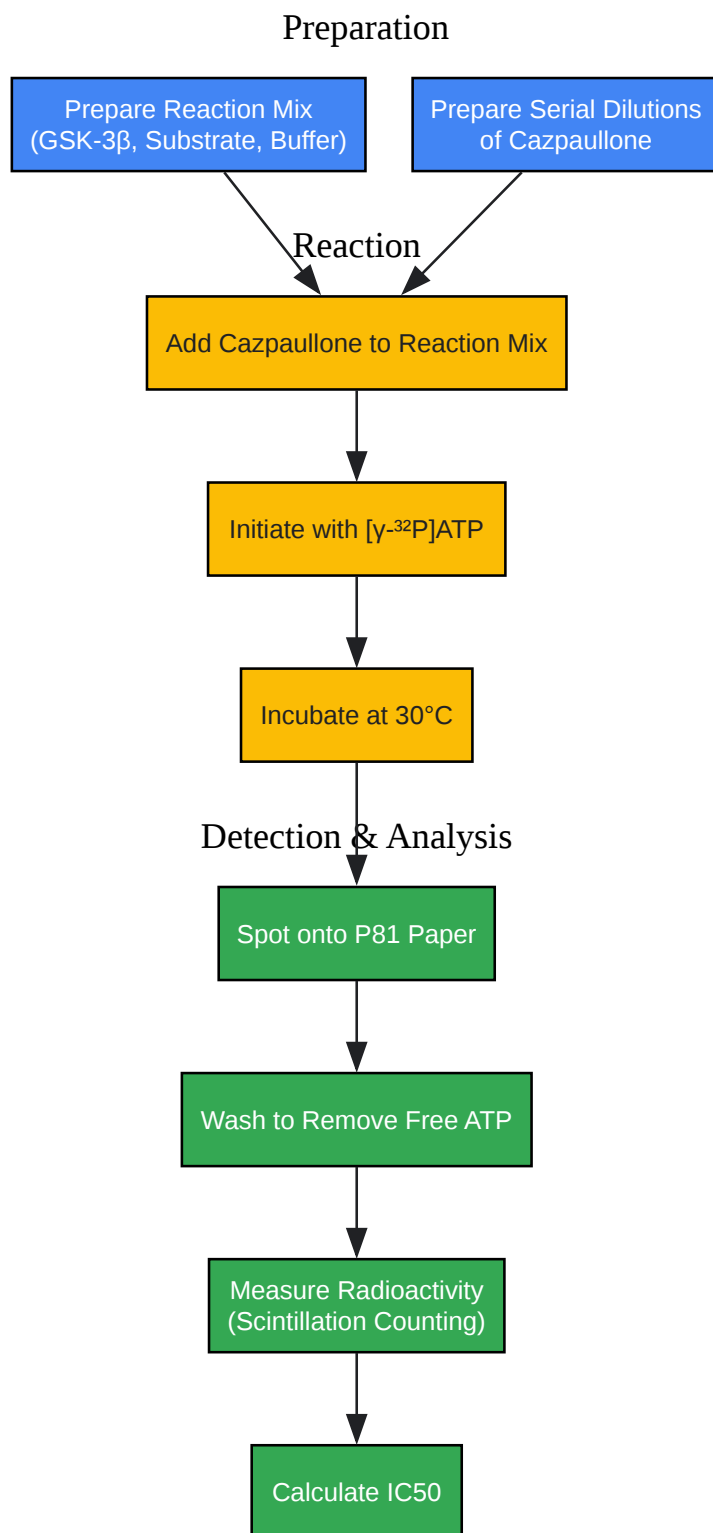 Preparation
Prepare Reaction Mix
(GSK-3β, Substrate, Buffer)
Prepare Serial Dilutions
of Cazpaullone
Reaction
Add Cazpaullone to Reaction Mix
Initiate with [γ-³²P]ATP
Incubate at 30°C
Detection & Analysis
Spot onto P81 Paper
Wash to Remove Free ATP
Measure Radioactivity
(Scintillation Counting)
Calculate IC50